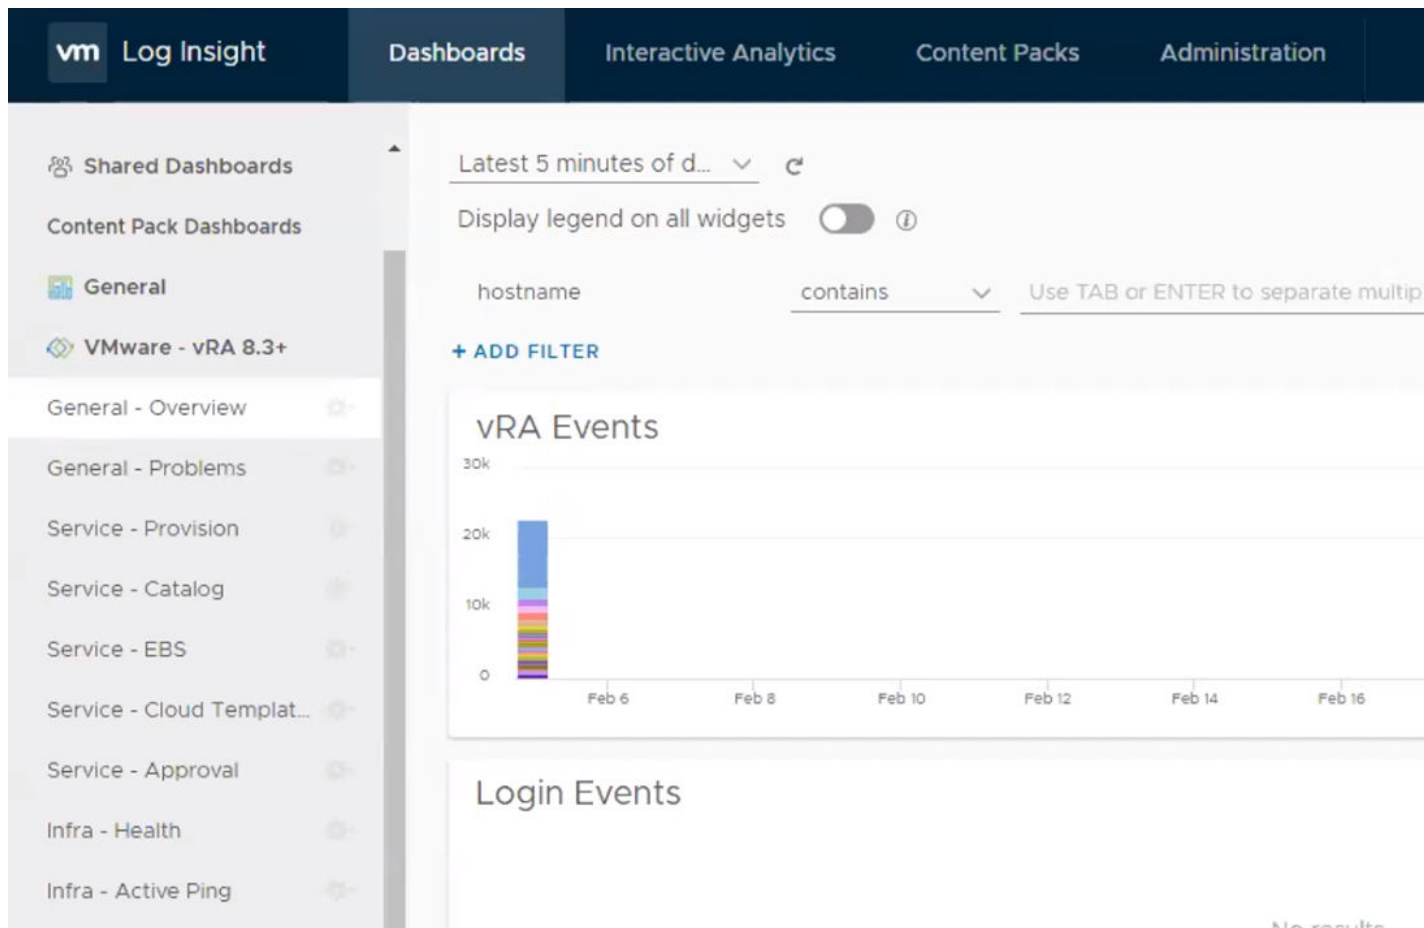 vm Log Insight
Dashboards
Interactive Analytics
Content Packs
Administration
Shared Dashboards
Content Pack Dashboards
General
VMware - vRA 8.3+
General - Overview
General - Problems
Service - Provision
Service - Catalog
Service - EBS
Service - Cloud Templat...
Service - Approval
Infra - Health
Infra - Active Ping
Latest 5 minutes of d...
Display legend on all widgets
hostname
contains
Use TAB or ENTER to separate multip
+ ADD FILTER
vRA Events
30k
20k
10k
0
Feb 6
Feb 8
Feb 10
Feb 12
Feb 14
Feb 16
Login Events
No results